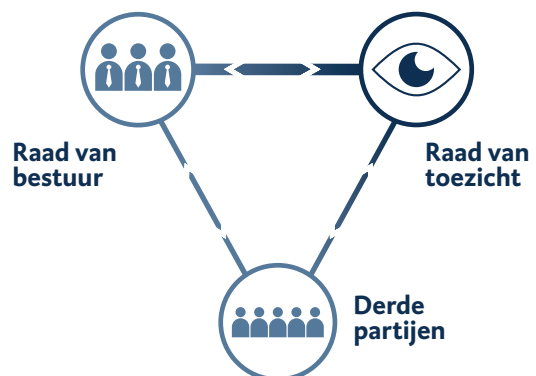 Raad van
bestuur
Raad van
toezicht
Derde
partijen